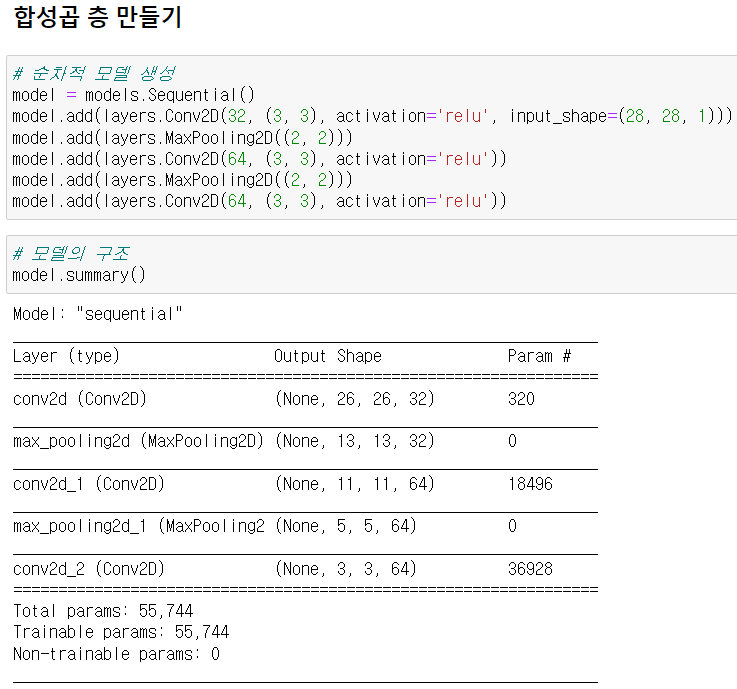 합성곱 층 만들기
# 순차적 모델 생성
model = models.Sequential()
model.add(layers.Conv2D(32, (3, 3), activation='relu', input_shape=(28, 28, 1)))
model.add(layers.MaxPooling2D((2, 2)))
model.add(layers.Conv2D(64, (3, 3), activation='relu'))
model.add(layers.MaxPooling2D((2, 2)))
model.add(layers.Conv2D(64, (3, 3), activation='relu'))
# 모델의 구조
model.summary()
Model: "sequential"
Layer (type) Output Shape Param #
conv2d (Conv2D) (None, 26, 26, 32) 320
max_pooling2d (MaxPooling2D) (None, 13, 13, 32) 0
conv2d_1 (Conv2D) (None, 11, 11, 64) 18496
max_pooling2d_1 (MaxPooling2 (None, 5, 5, 64) 0
conv2d_2 (Conv2D) (None, 3, 3, 64) 36928
Total params: 55,744
Trainable params: 55,744
Non-trainable params: 0